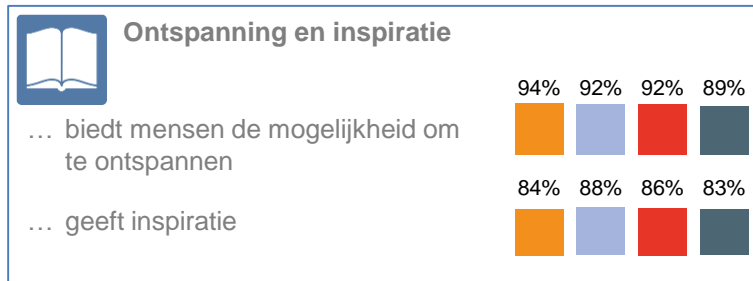 Ontspanning en inspiratie
94% 92% 92% 89%
… biedt mensen de mogelijkheid om
te ontspannen
84% 88% 86% 83%
… geeft inspiratie